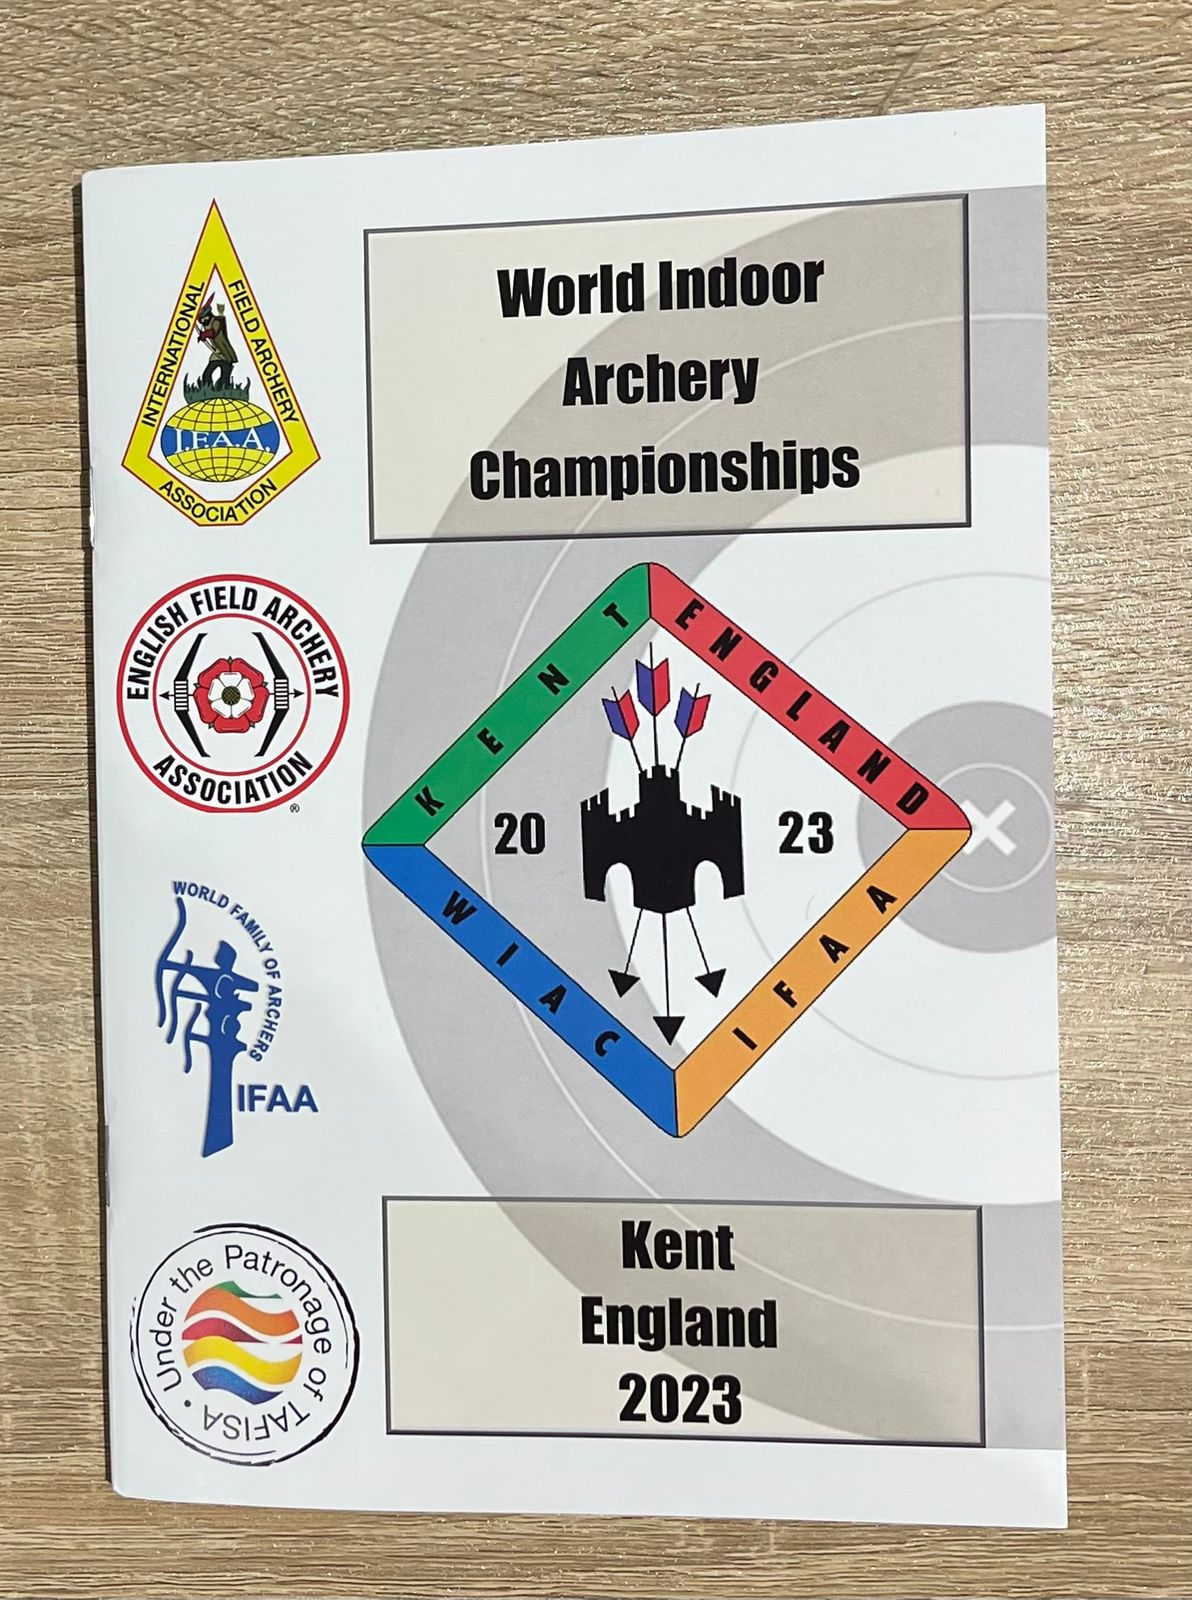 World Indoor
Archery
Championships
INTERNATIONAL
FIELD ARCHERY
I.F.A.A.
ASSOCIATION
ENGLISH FIELD ARCHERY
ASSOCIATION
®
WORLD FAMILY OF ARCHERS
IFAA
Under the Patronage of TAFISA •
KENT
ENGLAND
20
23
WIAC
IFAA
Kent
England
2023